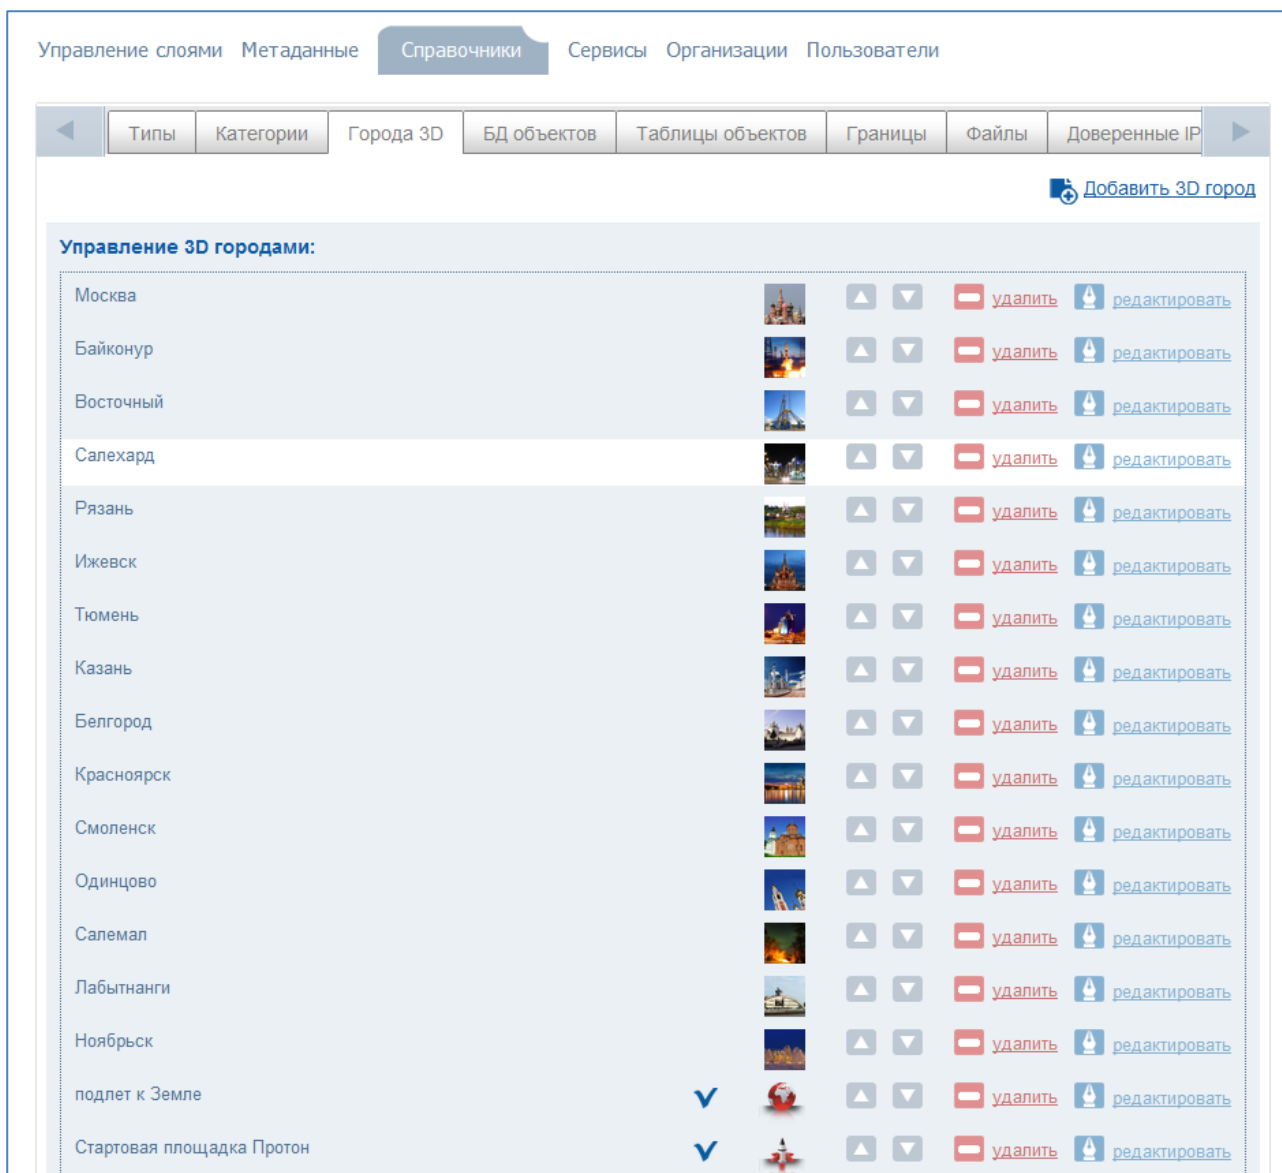 Управление слоями Метаданные Справочники Сервисы Организации Пользователи
Типы Категории Города 3D БД объектов Таблицы объектов Границы Файлы Доверенные IP
Добавить 3D город
Управление 3D городами:
Москва удалить редактировать
Байконур удалить редактировать
Восточный удалить редактировать
Салехард удалить редактировать
Рязань удалить редактировать
Ижевск удалить редактировать
Тюмень удалить редактировать
Казань удалить редактировать
Белгород удалить редактировать
Красноярск удалить редактировать
Смоленск удалить редактировать
Одинцово удалить редактировать
Салемал удалить редактировать
Лабытнанги удалить редактировать
Ноябрьск удалить редактировать
подлет к Земле удалить редактировать
Стартовая площадка Протон удалить редактировать